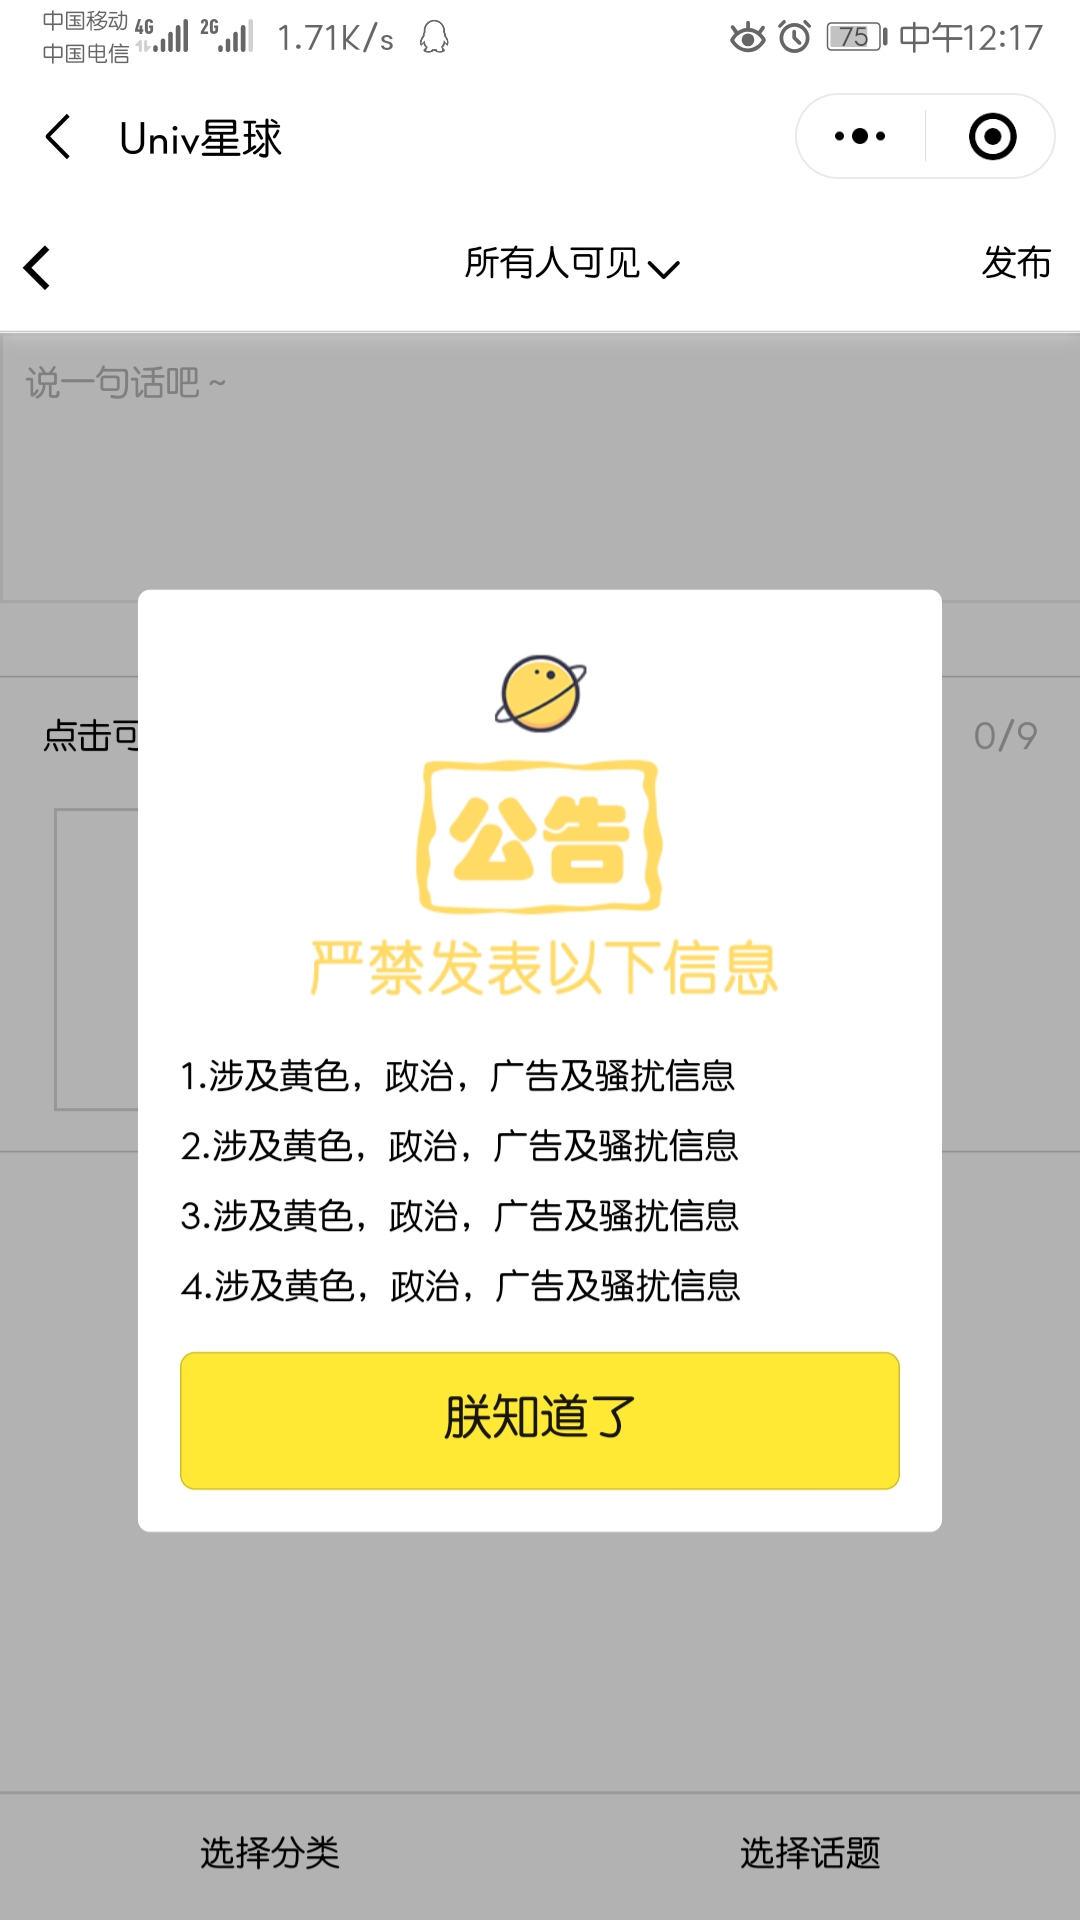 中国移动 4G 2G 1.71K/s 75 中午12:17
中国电信
Univ星球
所有人可见 发布
说一句话吧 ~
点击可 0/9
公告
严禁发表以下信息
1.涉及黄色，政治，广告及骚扰信息
2.涉及黄色，政治，广告及骚扰信息
3.涉及黄色，政治，广告及骚扰信息
4.涉及黄色，政治，广告及骚扰信息
朕知道了
选择分类 选择话题